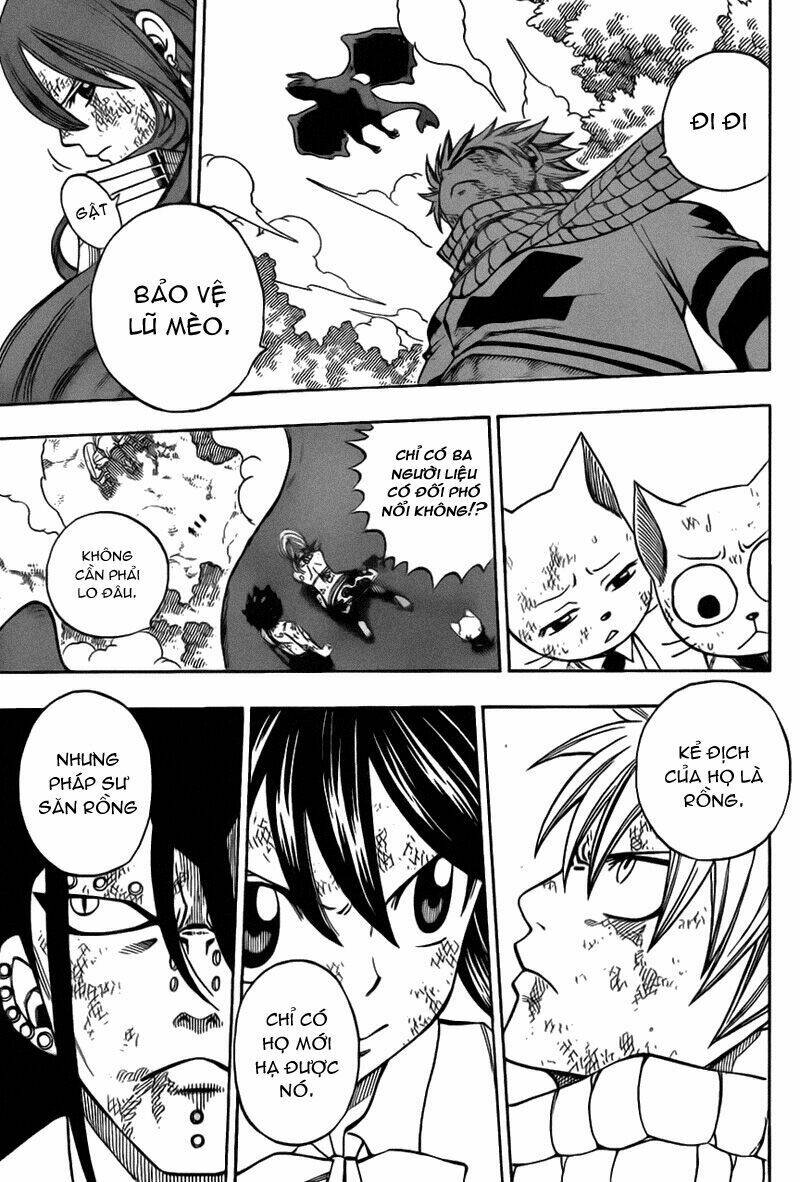 ĐI ĐI
GẬT
BẢO VỆ
LŨ MÈO.
CHỈ CÓ BA
NGƯỜI LIỆU
CÓ ĐỐI PHÓ
NỔI KHÔNG!?
KHÔNG
CẦN PHẢI
LO ĐÂU.
KẺ ĐỊCH
CỦA HỌ LÀ
RỒNG.
NHƯNG
PHÁP SƯ
SĂN RỒNG
CHỈ CÓ
HỌ MỚI
HẠ ĐƯỢC
NÓ.